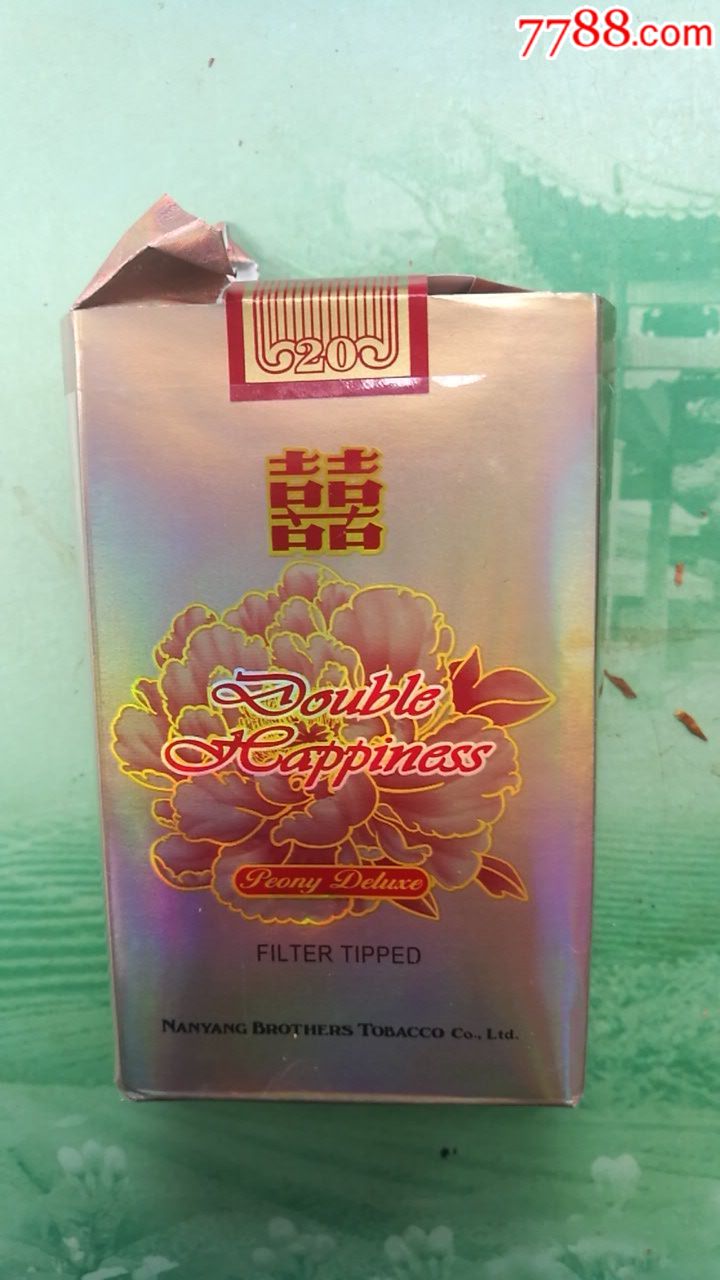 7788.com
20
囍
Double
Happiness
Peony Deluxe
FILTER TIPPED
NANYANG BROTHERS TOBACCO Co., Ltd.